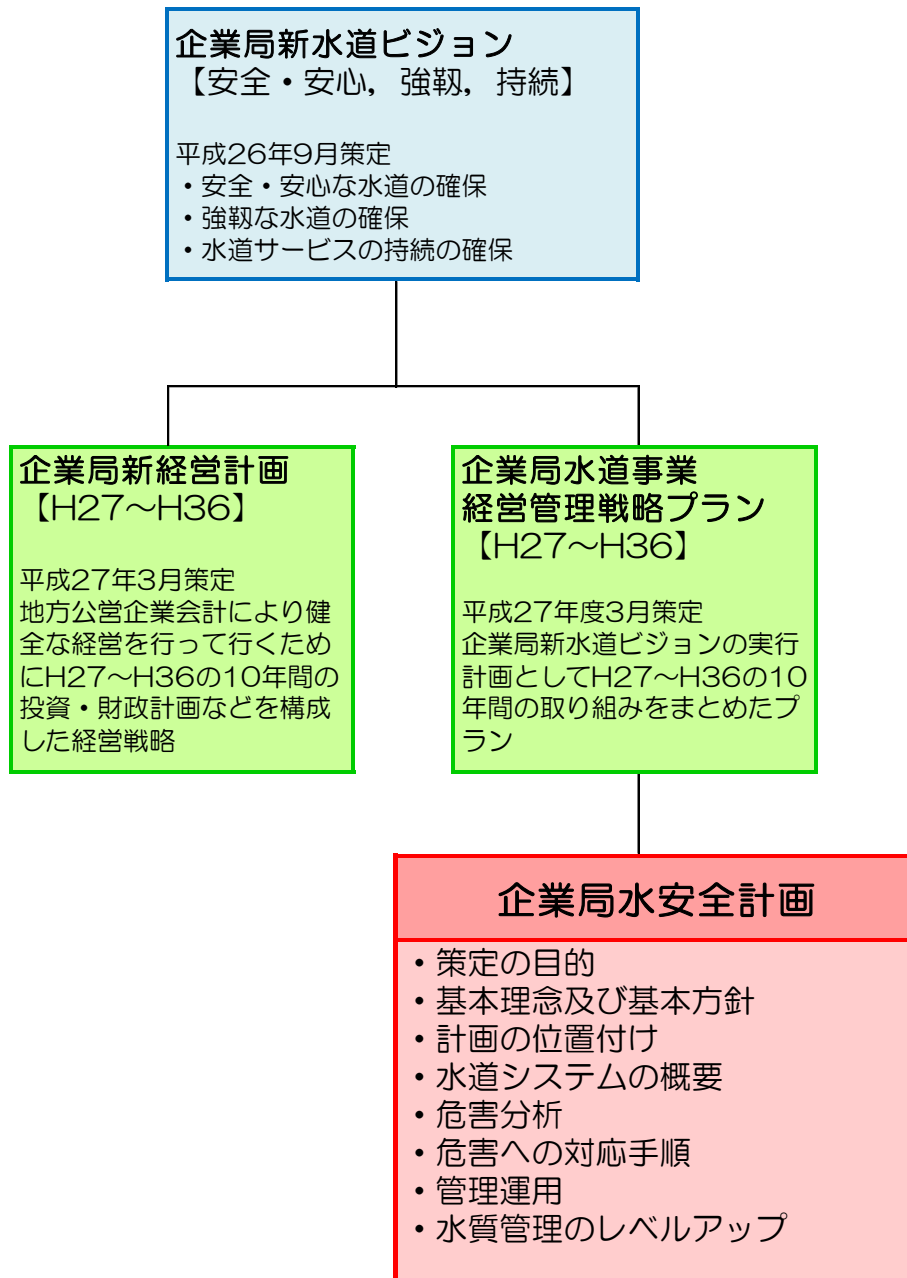 企業局新水道ビジョン
【安全・安心，強靱，持続】
平成26年9月策定
・安全・安心な水道の確保
・強靱な水道の確保
・水道サービスの持続の確保
企業局新経営計画
【H27～H36】
平成27年3月策定
地方公営企業会計により健
全な経営を行って行くため
にH27～H36の10年間の
投資・財政計画などを構成
した経営戦略
企業局水道事業
経営管理戦略プラン
【H27～H36】
平成27年度3月策定
企業局新水道ビジョンの実行
計画としてH27～H36の10
年間の取り組みをまとめたプ
ラン
企業局水安全計画
・策定の目的
・基本理念及び基本方針
・計画の位置付け
・水道システムの概要
・危害分析
・危害への対応手順
・管理運用
・水質管理のレベルアップ